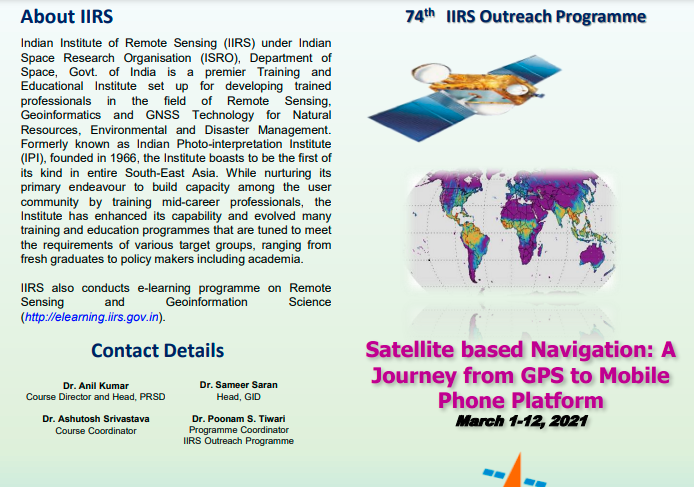 About IIRS
Indian Institute of Remote Sensing (IIRS) under Indian
Space Research Organisation (ISRO), Department of
Space, Govt. of India is a premier Training and
Educational Institute set up for developing trained
professionals in the field of Remote Sensing,
Geoinformatics and GNSS Technology for Natural
Resources, Environmental and Disaster Management.
Formerly known as Indian Photo-interpretation Institute
(IPI), founded in 1966, the Institute boasts to be the first of
its kind in entire South-East Asia. While nurturing its
primary endeavour to build capacity among the user
community by training mid-career professionals, the
Institute has enhanced its capability and evolved many
training and education programmes that are tuned to meet
the requirements of various target groups, ranging from
fresh graduates to policy makers including academia.
IIRS also conducts e-learning programme on Remote
Sensing and Geoinformation Science
(http://elearning.iirs.gov.in).
Contact Details
Dr. Anil Kumar
Course Director and Head, PRSD
Dr. Sameer Saran
Head, GID
Dr. Ashutosh Srivastava
Course Coordinator
Dr. Poonam S. Tiwari
Programme Coordinator
IIRS Outreach Programme
74th IIRS Outreach Programme
Satellite based Navigation: A
Journey from GPS to Mobile
Phone Platform
March 1-12, 2021